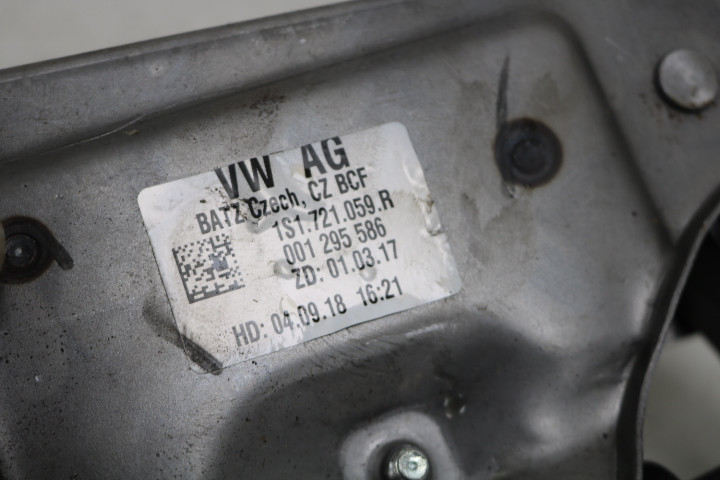 VW AG
BATZ Czech, CZ BCF
1S1.721.059.R
001 295 586
ZD: 01.03.17
HD: 04.09.18 16:21